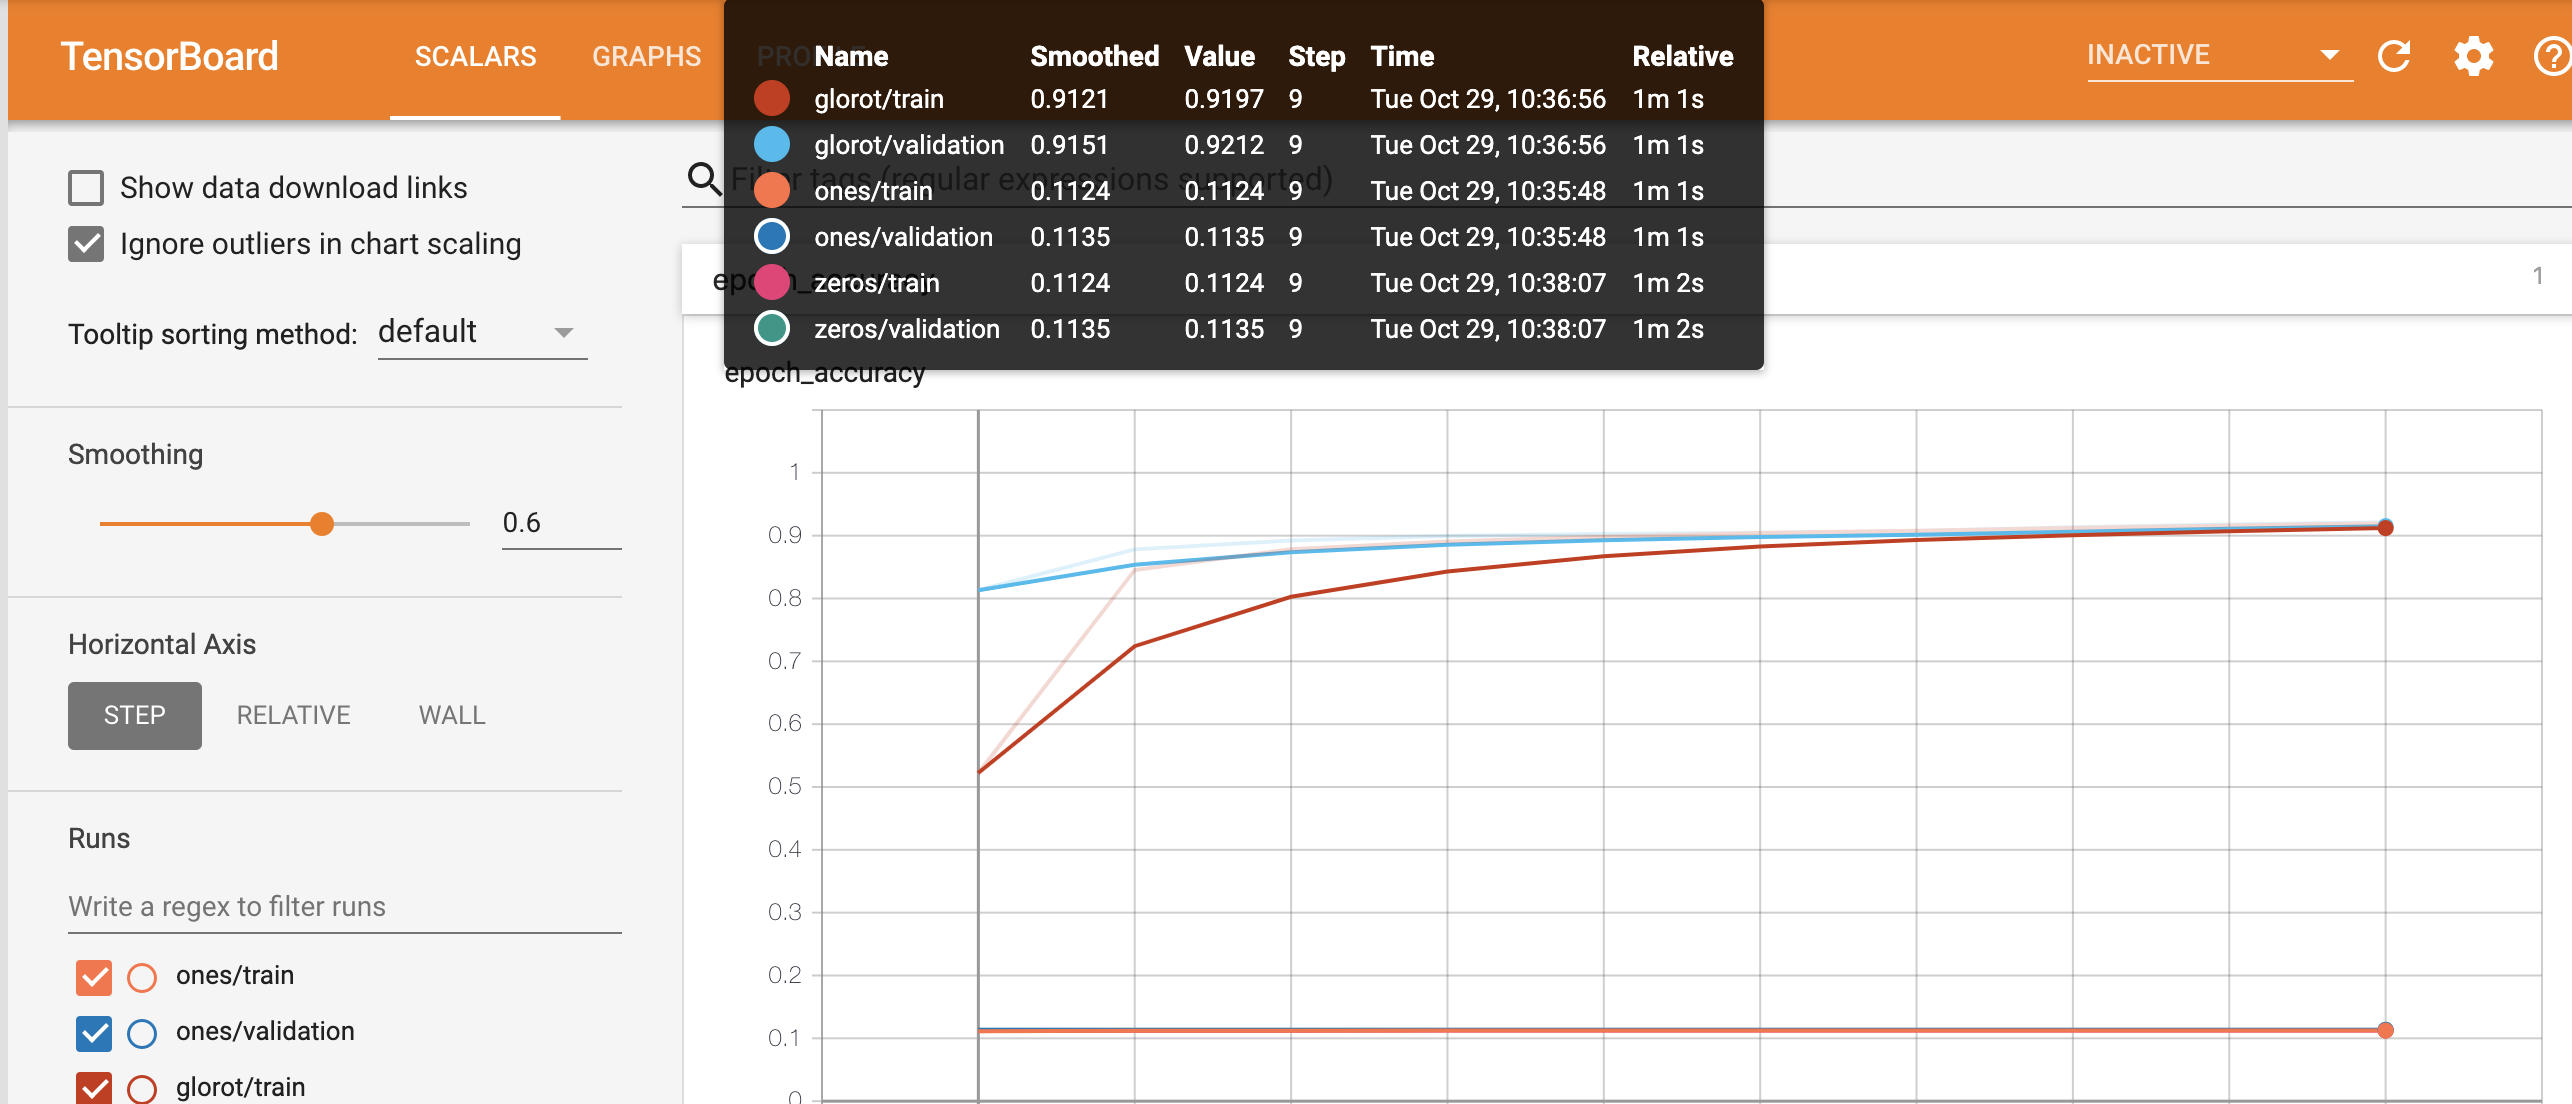 TensorBoard
SCALARS
GRAPHS
INACTIVE
Name Smoothed Value Step Time Relative
glorot/train 0.9121 0.9197 9 Tue Oct 29, 10:36:56 1m 1s
glorot/validation 0.9151 0.9212 9 Tue Oct 29, 10:36:56 1m 1s
ones/train 0.1124 0.1124 9 Tue Oct 29, 10:35:48 1m 1s
ones/validation 0.1135 0.1135 9 Tue Oct 29, 10:35:48 1m 1s
zeros/train 0.1124 0.1124 9 Tue Oct 29, 10:38:07 1m 2s
zeros/validation 0.1135 0.1135 9 Tue Oct 29, 10:38:07 1m 2s
Show data download links
Ignore outliers in chart scaling
Tooltip sorting method: default
Smoothing
0.6
Horizontal Axis
STEP RELATIVE WALL
Runs
Write a regex to filter runs
ones/train
ones/validation
glorot/train
Filter tags (regular expressions supported)
epoch_accuracy
1
epoch_accuracy
1
0.9
0.8
0.7
0.6
0.5
0.4
0.3
0.2
0.1
0